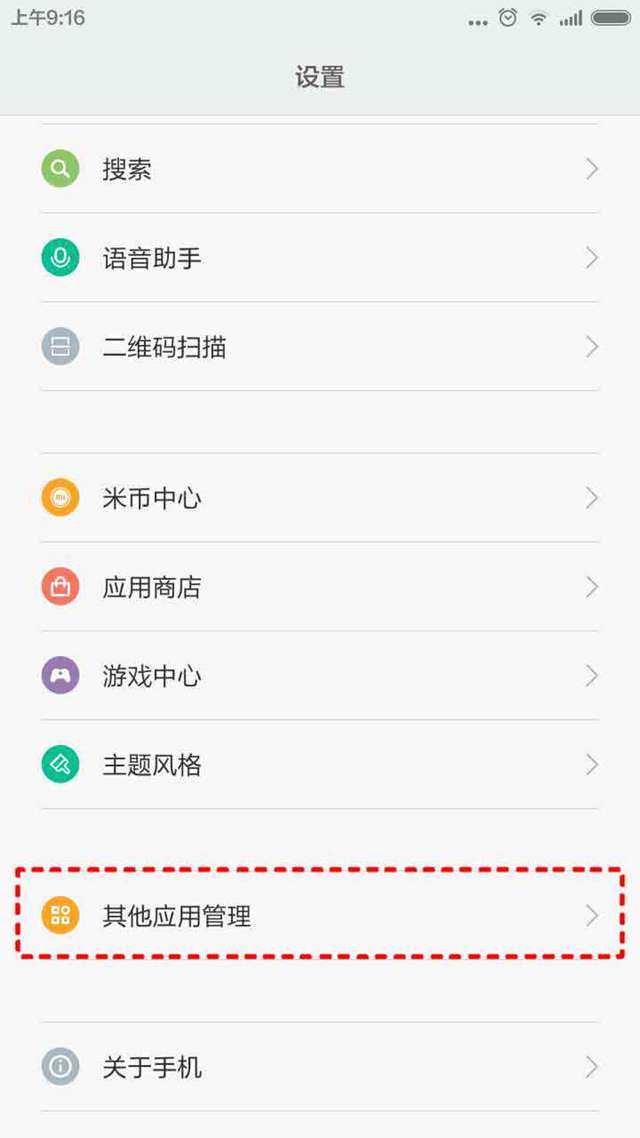 上午9:16
设置
搜索
语音助手
二维码扫描
米币中心
应用商店
游戏中心
主题风格
其他应用管理
关于手机